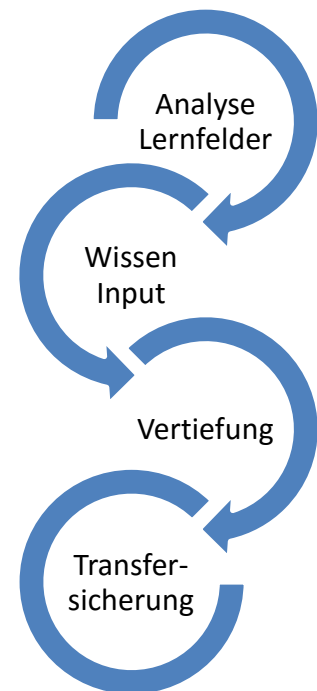 Analyse
Lernfelder
Wissen
Input
Vertiefung
Transfer-
sicherung